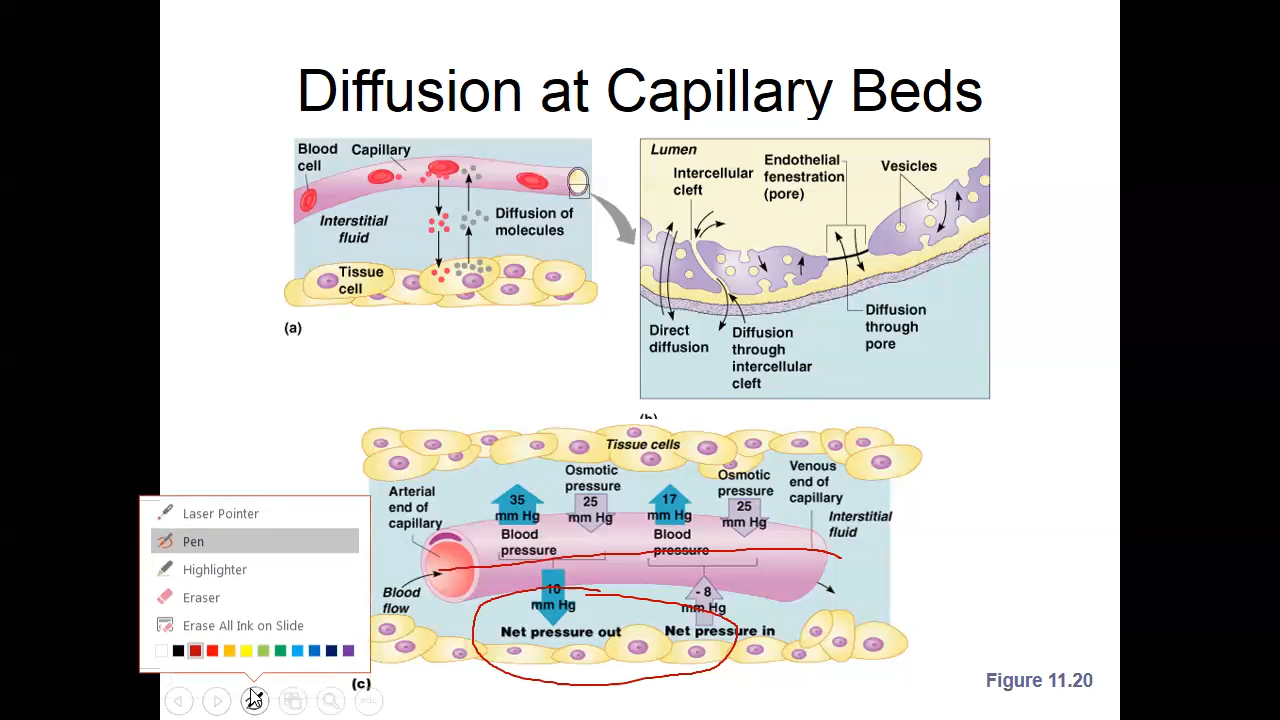 Diffusion at Capillary Beds
Blood
cell
Capillary
Interstitial
fluid
Diffusion of
molecules
Tissue
cell
(a)
Lumen
Intercellular
cleft
Endothelial
fenestration
(pore)
Vesicles
Direct
diffusion
Diffusion
through
intercellular
cleft
Diffusion
through
pore
(b)
Tissue cells
Arterial
end of
capillary
35
mm Hg
Blood
pressure
Osmotic
pressure
25
mm Hg
17
mm Hg
Blood
pressure
Osmotic
pressure
25
mm Hg
Venous
end of
capillary
Interstitial
fluid
Blood
flow
10
mm Hg
Net pressure out
- 8
mm Hg
Net pressure in
(c)
Figure 11.20
Laser Pointer
Pen
Highlighter
Eraser
Erase All Ink on Slide